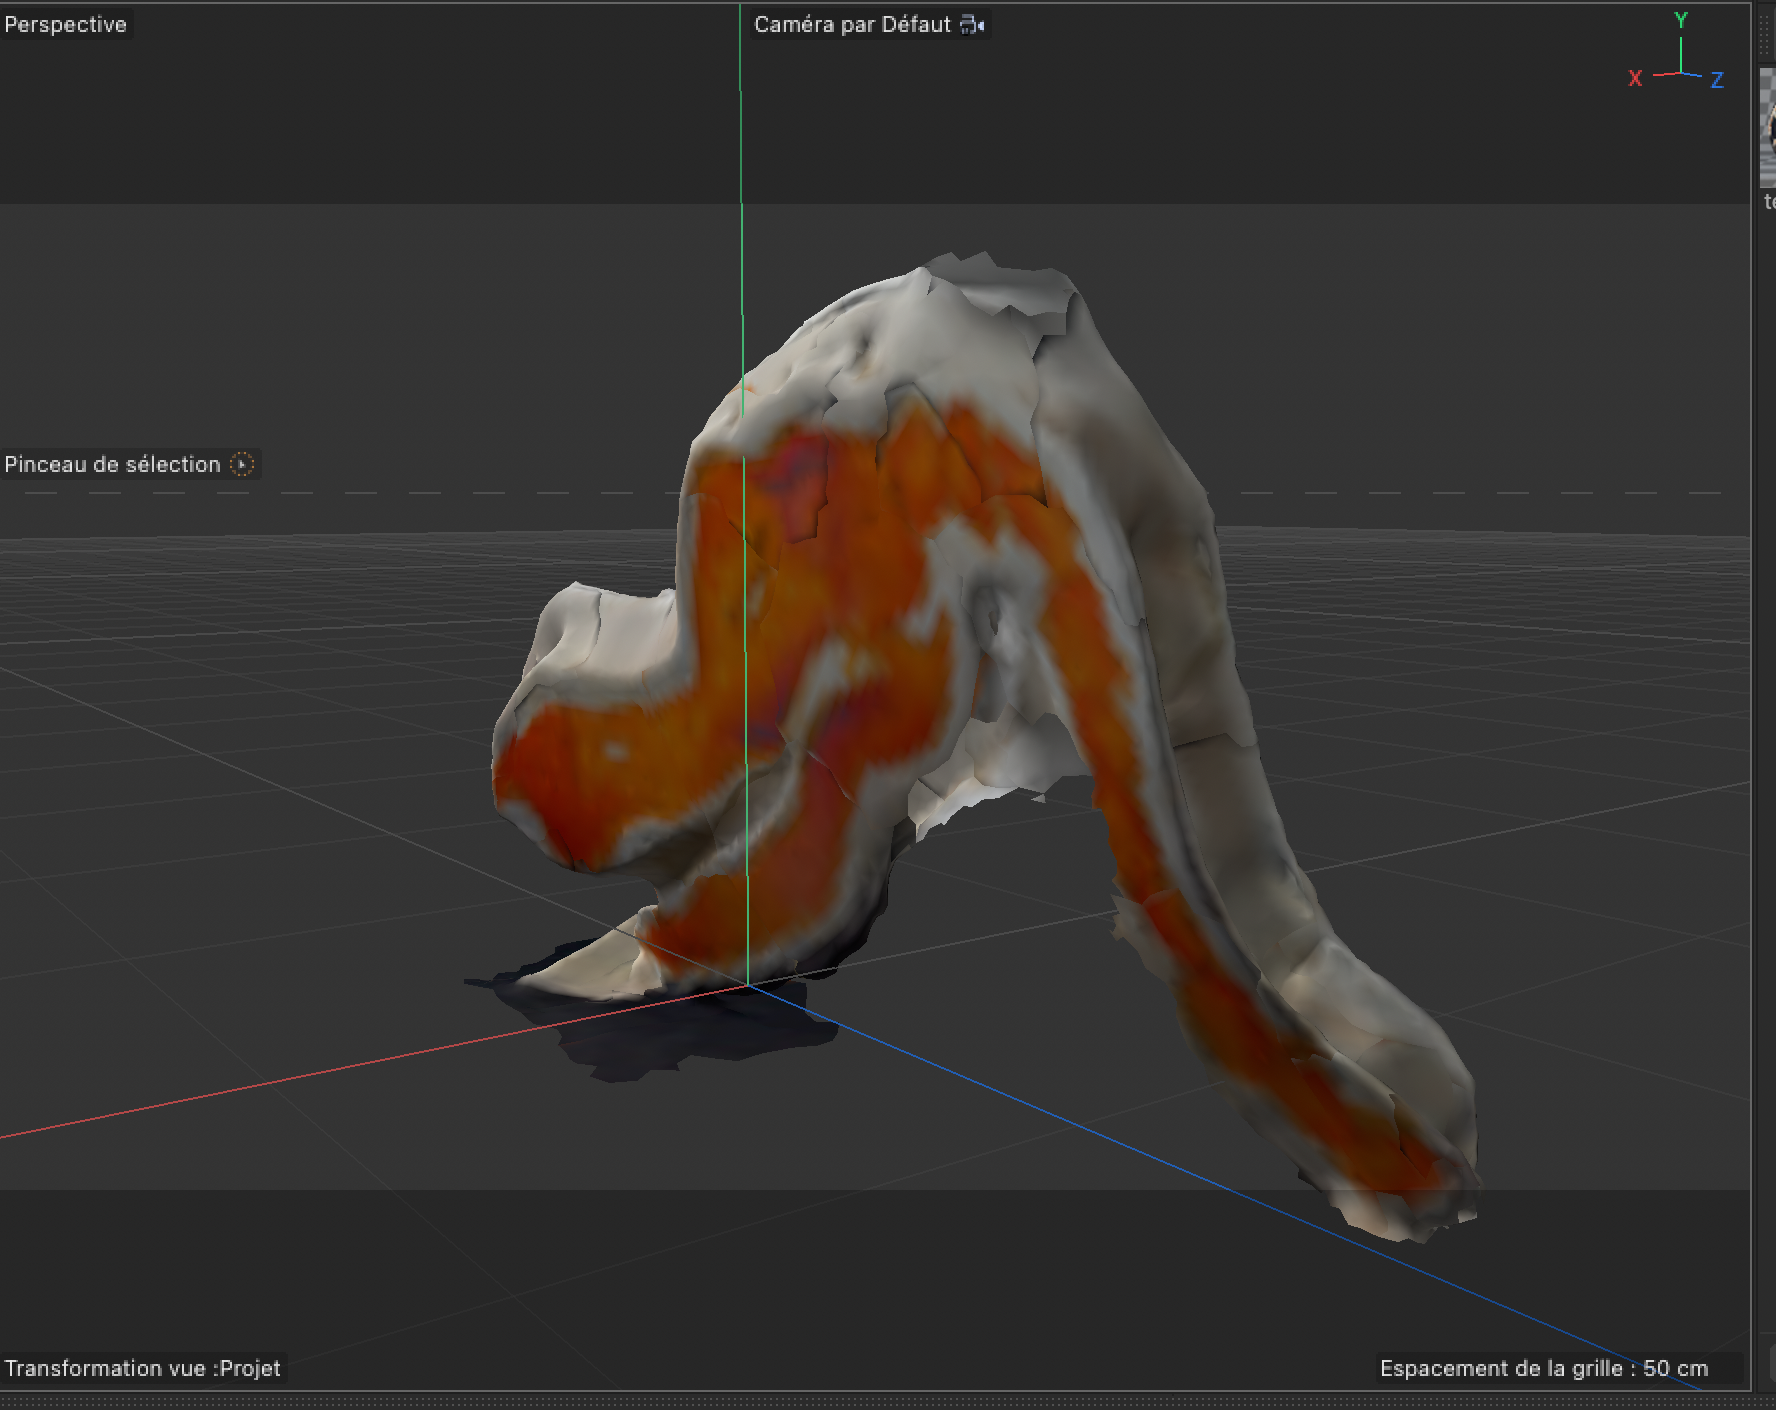 Perspective
Caméra par Défaut
Y
X
Z
Pinceau de sélection
Transformation vue :Projet
Espacement de la grille : 50 cm